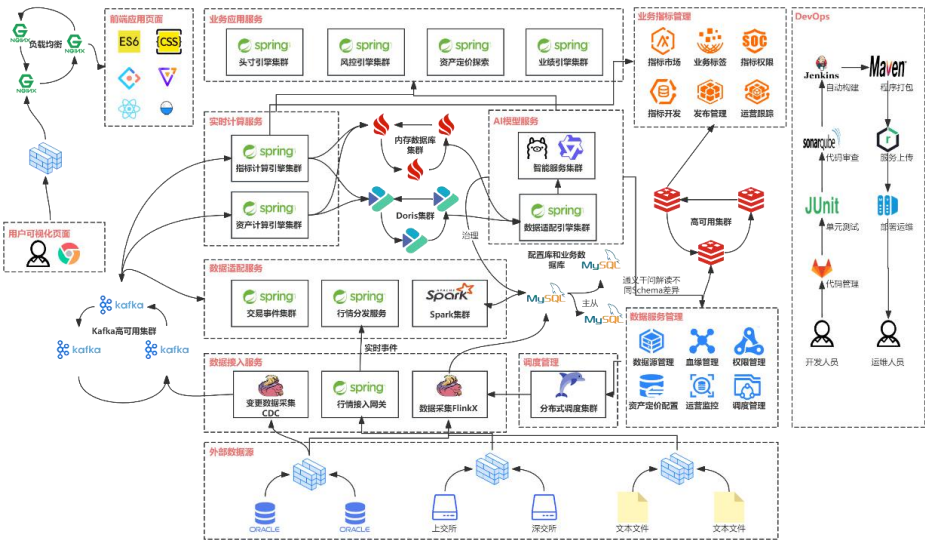 NGINX
负载均衡
NGINX
NGINX
前端应用页面
ES6
{CSS}
用户可视化页面
业务应用服务
spring
头寸引擎集群
spring
风控引擎集群
spring
资产定价探索
spring
业绩引擎集群
业务指标管理
指标市场
业务标签
SOC
指标权限
指标开发
发布管理
运营跟踪
DevOps
Jenkins
自动构建
Maven
程序打包
sonarqube
代码审查
r
服务上传
JUnit
单元测试
部署运维
代码管理
开发人员
运维人员
实时计算服务
spring
指标计算引擎集群
spring
资产计算引擎集群
内存数据库
集群
Doris集群
AI模型服务
智能服务集群
spring
数据适配引擎集群
治理
高可用集群
配置库和业务数
据库
MySQL
MySQL
主从
MySQL
通义千问解读不
同Schema差异
kafka
Kafka高可用集群
kafka
kafka
数据适配服务
spring
交易事件集群
spring
行情分发服务
APACHE
Spark
Spark集群
实时事件
数据接入服务
变更数据采集
CDC
spring
行情接入网关
数据采集FlinkX
调度管理
分布式调度集群
数据服务管理
数据源管理
血缘管理
权限管理
资产定价配置
运营监控
调度管理
外部数据源
ORACLE
ORACLE
上交所
深交所
文本文件
文本文件